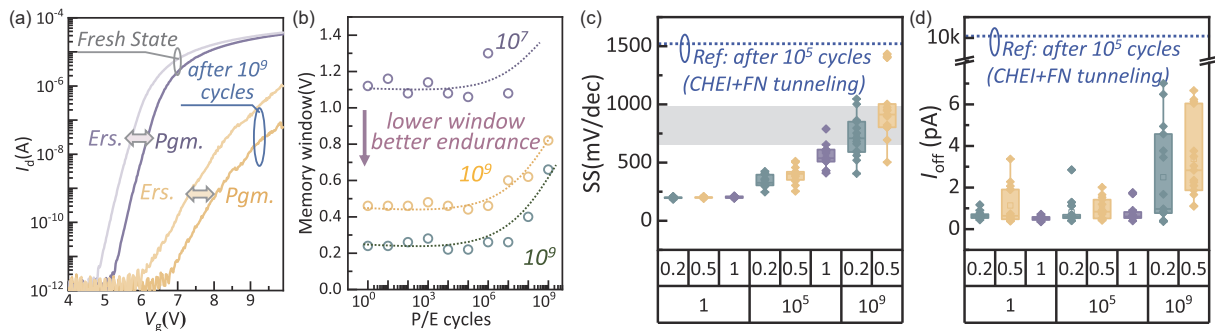 (a)
10^-4
10^-6
10^-8
10^-10
10^-12
I_d(A)
Fresh State
after 10^9
cycles
Ers.
Pgm.
Ers.
Pgm.
4 5 6 7 8 9
V_g(V)
(b)
Memory window(V)
1.4
1.2
1.0
0.8
0.6
0.4
0.2
0.0
10^7
lower window
better endurance
10^9
10^9
10^0 10^3 10^6 10^9
P/E cycles
(c)
SS(mV/dec)
1500
1000
500
250
Ref: after 10^5 cycles
(CHEI+FN tunneling)
0.2 0.5 1 0.2 0.5 1 0.2 0.5
1 10^5 10^9
(d)
I_off (pA)
10k
8
6
4
2
0
Ref: after 10^5 cycles
(CHEI+FN tunneling)
0.2 0.5 1 0.2 0.5 1 0.2 0.5
1 10^5 10^9